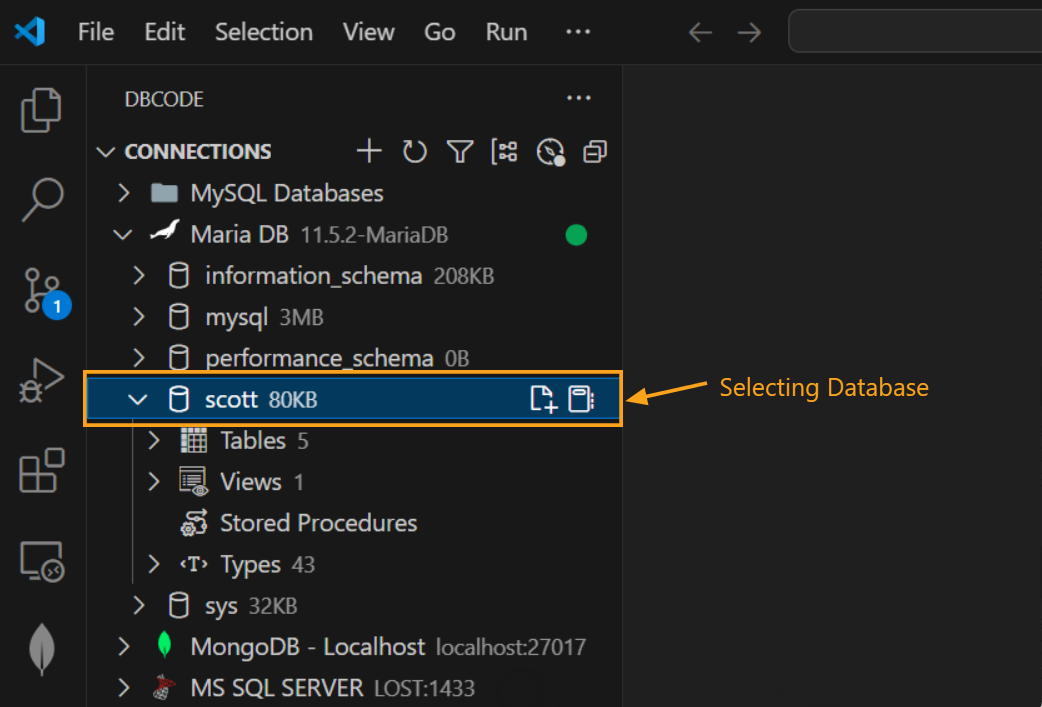 File Edit Selection View Go Run ...
DBCODE ...
CONNECTIONS
MySQL Databases
Maria DB 11.5.2-MariaDB
information_schema 208KB
mysql 3MB
performance_schema 0B
scott 80KB
Selecting Database
Tables 5
Views 1
Stored Procedures
<T> Types 43
sys 32KB
MongoDB - Localhost localhost:27017
MS SQL SERVER LOST:1433
1